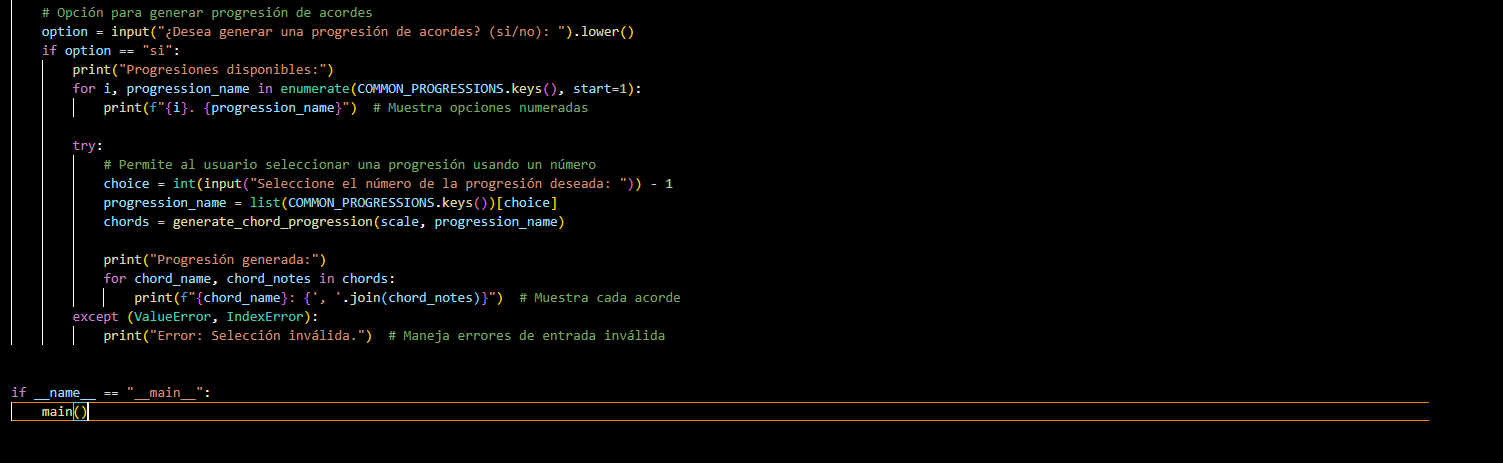 # Opción para generar progresión de acordes
option = input("¿Desea generar una progresión de acordes? (si/no): ").lower()
if option == "si":
print("Progresiones disponibles:")
for i, progression_name in enumerate(COMMON_PROGRESSIONS.keys(), start=1):
print(f"{i}. {progression_name}")  # Muestra opciones numeradas
try:
# Permite al usuario seleccionar una progresión usando un número
choice = int(input("Seleccione el número de la progresión deseada: ")) - 1
progression_name = list(COMMON_PROGRESSIONS.keys())[choice]
chords = generate_chord_progression(scale, progression_name)
print("Progresión generada:")
for chord_name, chord_notes in chords:
print(f"{chord_name}: {', '.join(chord_notes)}")  # Muestra cada acorde
except (ValueError, IndexError):
print("Error: Selección inválida.")  # Maneja errores de entrada inválida
if __name__ == "__main__":
main()